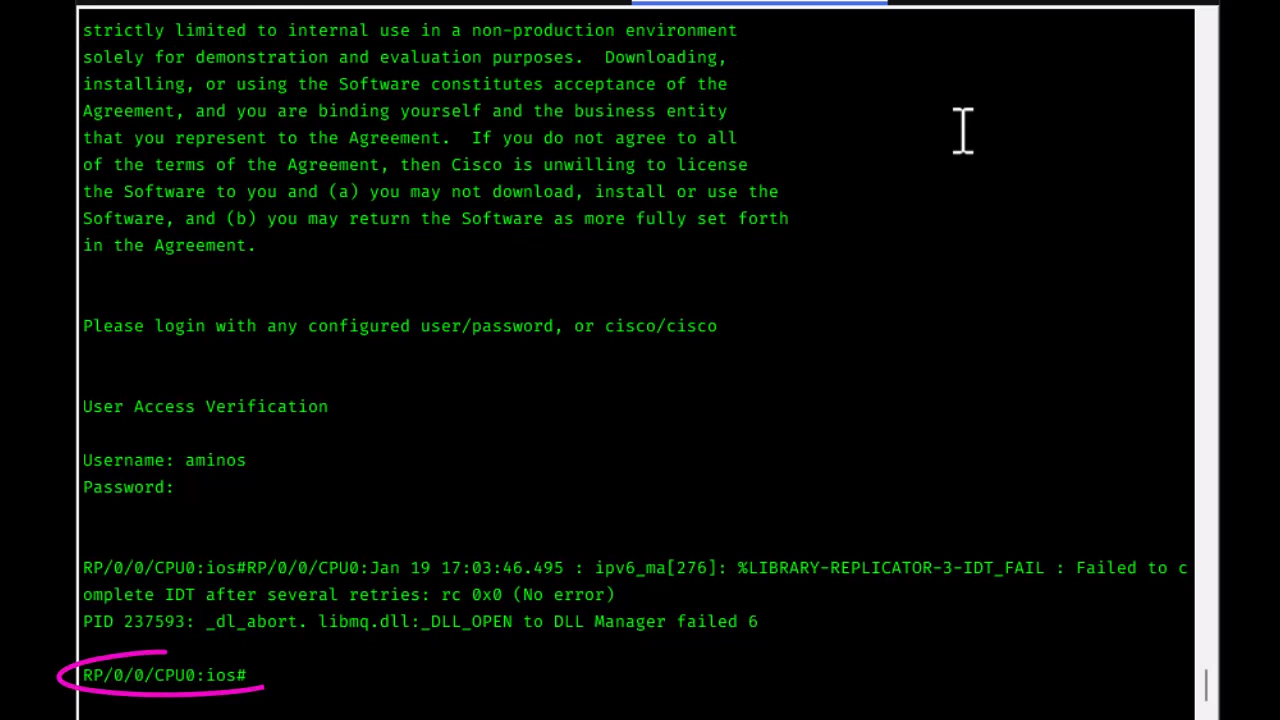 strictly limited to internal use in a non-production environment
solely for demonstration and evaluation purposes.  Downloading,
installing, or using the Software constitutes acceptance of the
Agreement, and you are binding yourself and the business entity
that you represent to the Agreement.  If you do not agree to all
of the terms of the Agreement, then Cisco is unwilling to license
the Software to you and (a) you may not download, install or use the
Software, and (b) you may return the Software as more fully set forth
in the Agreement.
Please login with any configured user/password, or cisco/cisco
User Access Verification
Username: aminos
Password:
RP/0/0/CPU0:ios#RP/0/0/CPU0:Jan 19 17:03:46.495 : ipv6_ma[276]: %LIBRARY-REPLICATOR-3-IDT_FAIL : Failed to c
omplete IDT after several retries: rc 0x0 (No error)
PID 237593: _dl_abort. libmq.dll:_DLL_OPEN to DLL Manager failed 6
RP/0/0/CPU0:ios#